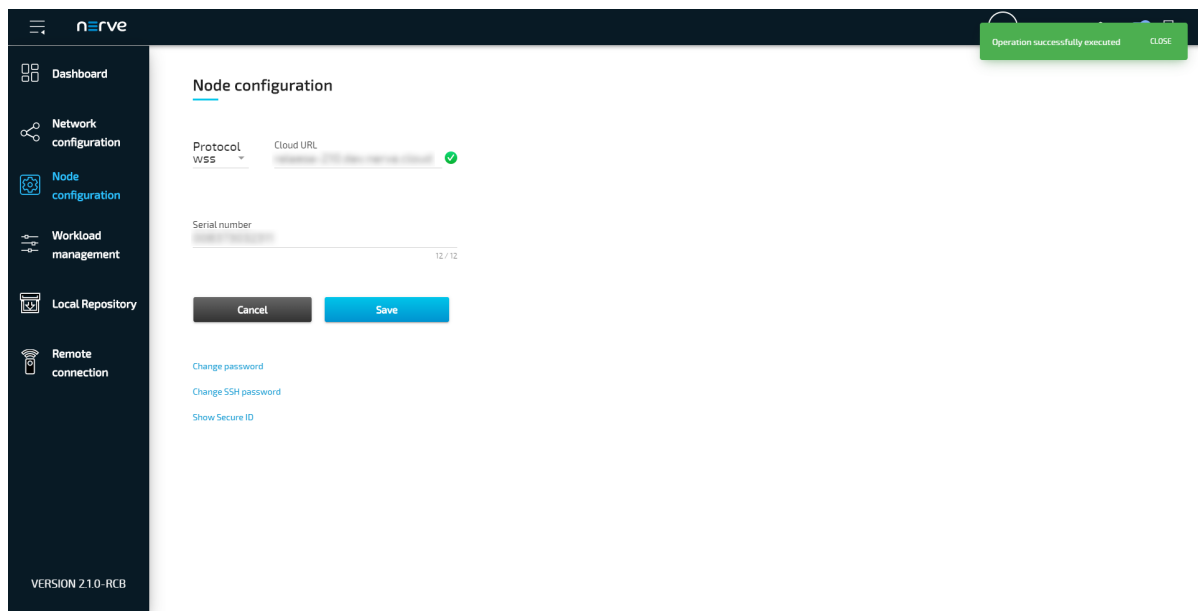 nerve
Operation successfully executed CLOSE
Dashboard
Network
configuration
Node
configuration
Workload
management
Local Repository
Remote
connection
VERSION 2.1.0-RCB
Node configuration
Protocol
wss
Cloud URL
Serial number
12 / 12
Cancel Save
Change password
Change SSH password
Show Secure ID